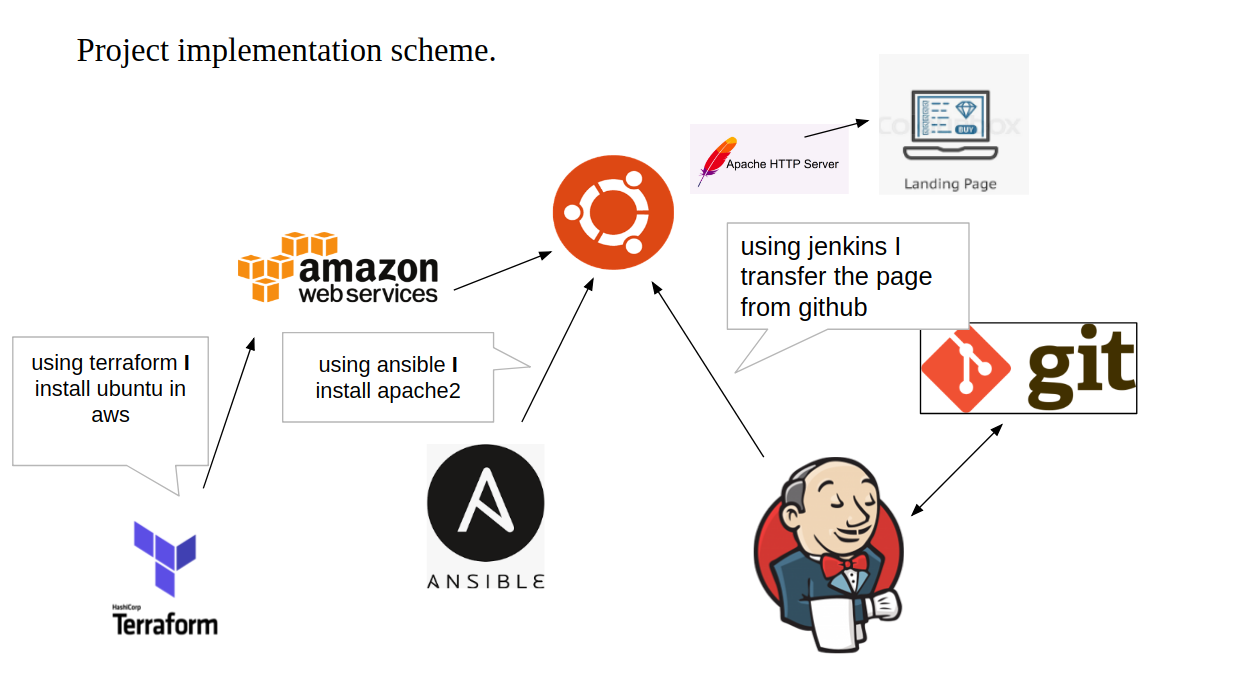 Project implementation scheme.
Apache HTTP Server
BUY
Landing Page
amazon
web services
using jenkins I
transfer the page
from github
using terraform I
install ubuntu in
aws
using ansible I
install apache2
git
ANSIBLE
HashiCorp
Terraform